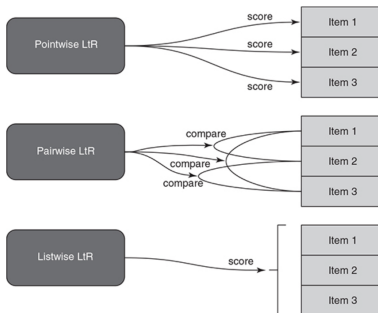 score
Item 1
Pointwise LtR
score
Item 2
score
Item 3
compare
Item 1
Pairwise LtR
compare
Item 2
compare
Item 3
Listwise LtR
score
Item 1
Item 2
Item 3